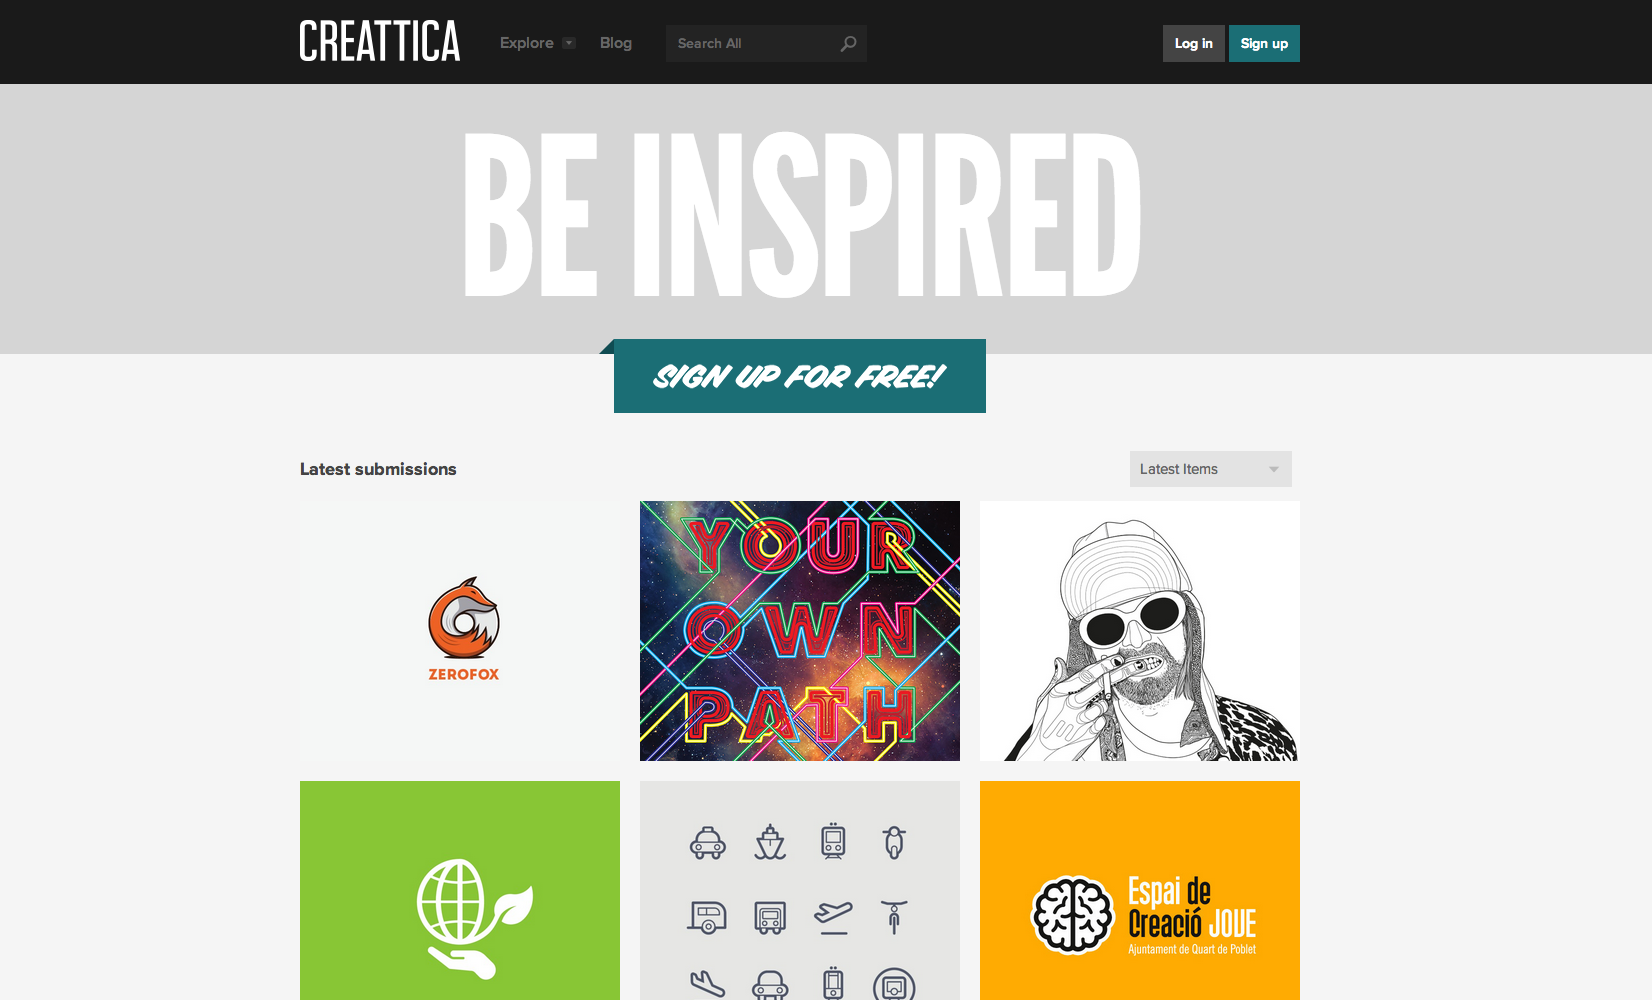 CREATTICA
Explore
Blog
Search All
Log in
Sign up
BE INSPIRED
SIGN UP FOR FREE!
Latest submissions
Latest Items
ZEROFOX
YOUR
OWN
PATH
Espai de
Creació JOVE
Ajuntament de Quart de Poblet